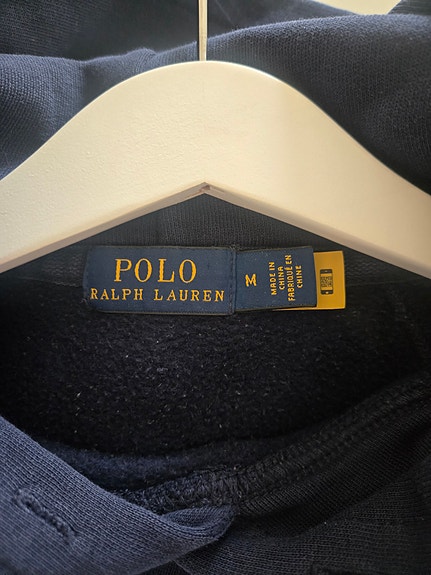 POLO
RALPH LAUREN
M
MADE IN
CHINA
FABRIQUÉ EN
CHINE